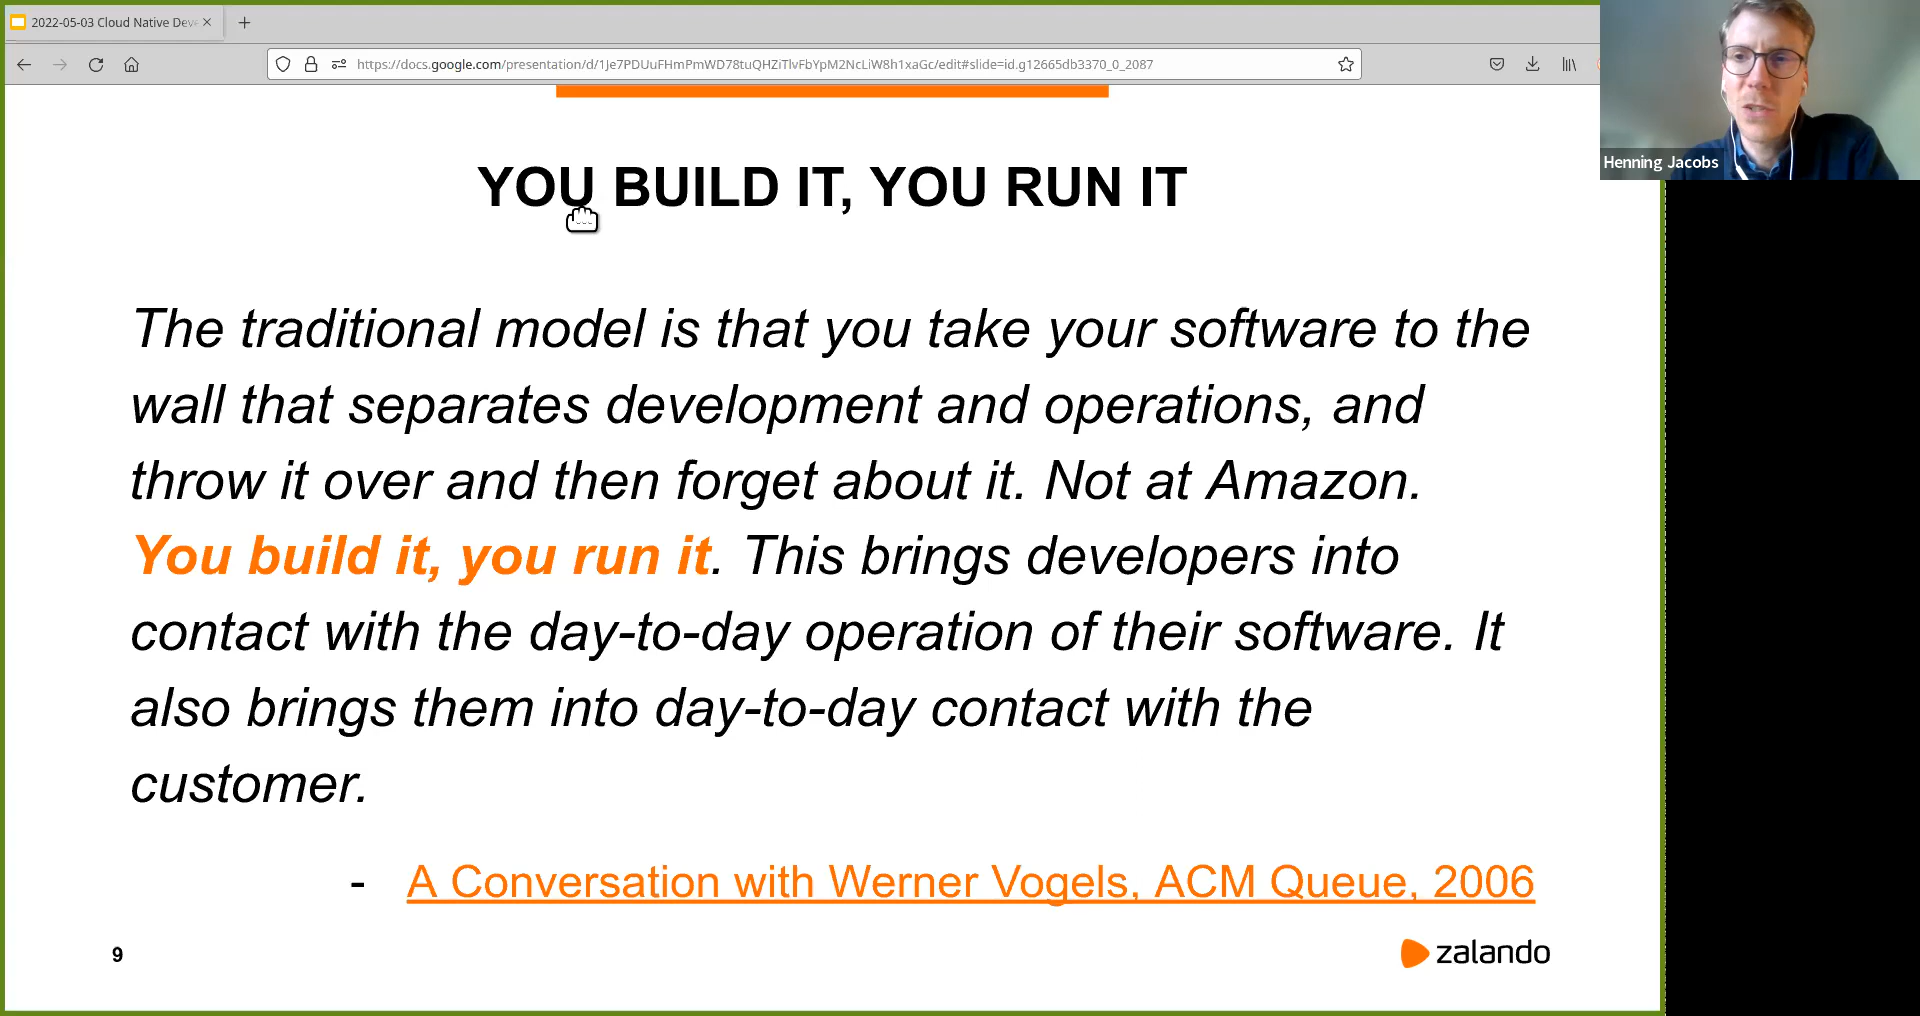 2022-05-03 Cloud Native Deve
https://docs.google.com/presentation/d/1Je7PDUuFHmPmWD78tuQHZiTlvFbYpM2NcLiW8h1xaGc/edit#slide=id.g12665db3370_0_2087
Henning Jacobs
YOU BUILD IT, YOU RUN IT
The traditional model is that you take your software to the
wall that separates development and operations, and
throw it over and then forget about it. Not at Amazon.
You build it, you run it. This brings developers into
contact with the day-to-day operation of their software. It
also brings them into day-to-day contact with the
customer.
- A Conversation with Werner Vogels, ACM Queue, 2006
9
zalando